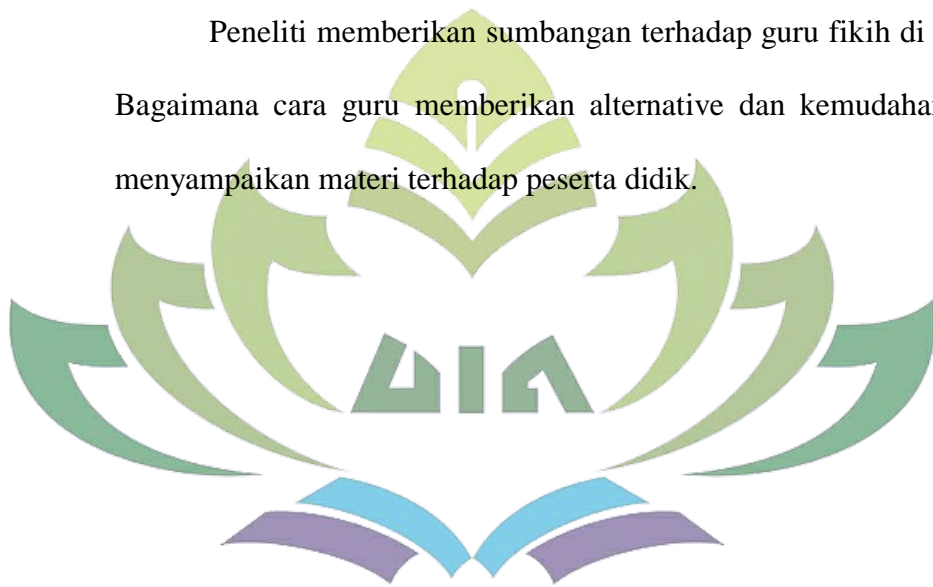 Peneliti memberikan sumbangan terhadap guru fikih di
Bagaimana cara guru memberikan alternative dan kemudahan
menyampaikan materi terhadap peserta didik.
UIN